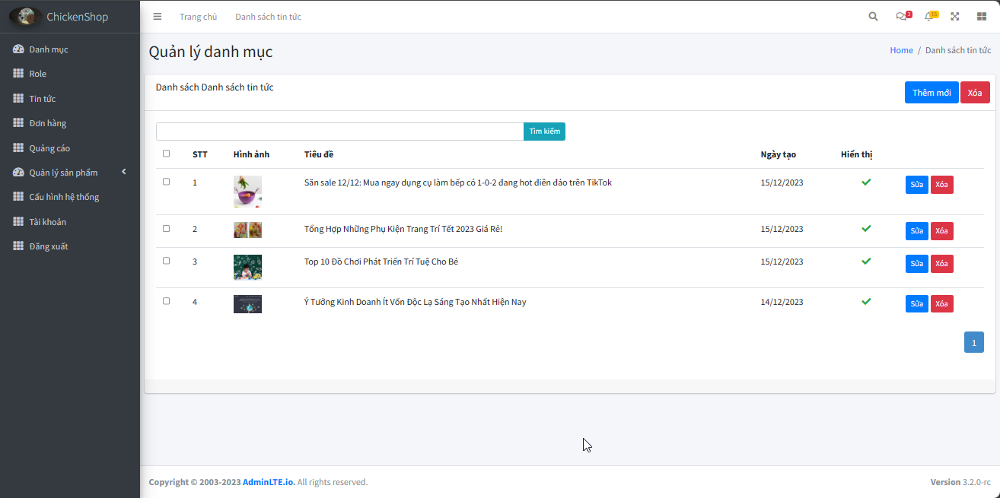 ChickenShop
Trang chủ
Danh sách tin tức
3
15
Danh mục
Role
Tin tức
Đơn hàng
Quảng cáo
Quản lý sản phẩm
Cấu hình hệ thống
Tài khoản
Đăng xuất
Quản lý danh mục
Home / Danh sách tin tức
Danh sách Danh sách tin tức
Thêm mới Xóa
Tìm kiếm
STT Hình ảnh Tiêu đề Ngày tạo Hiển thị
1 Săn sale 12/12: Mua ngay dụng cụ làm bếp có 1-0-2 đang hot điên đảo trên TikTok 15/12/2023 Sửa Xóa
2 Tổng Hợp Những Phụ Kiện Trang Trí Tết 2023 Giá Rẻ! 15/12/2023 Sửa Xóa
3 Top 10 Đồ Chơi Phát Triển Trí Tuệ Cho Bé 15/12/2023 Sửa Xóa
4 Ý Tưởng Kinh Doanh Ít Vốn Độc Lạ Sáng Tạo Nhất Hiện Nay 14/12/2023 Sửa Xóa
1
Copyright © 2003-2023 AdminLTE.io. All rights reserved.
Version 3.2.0-rc